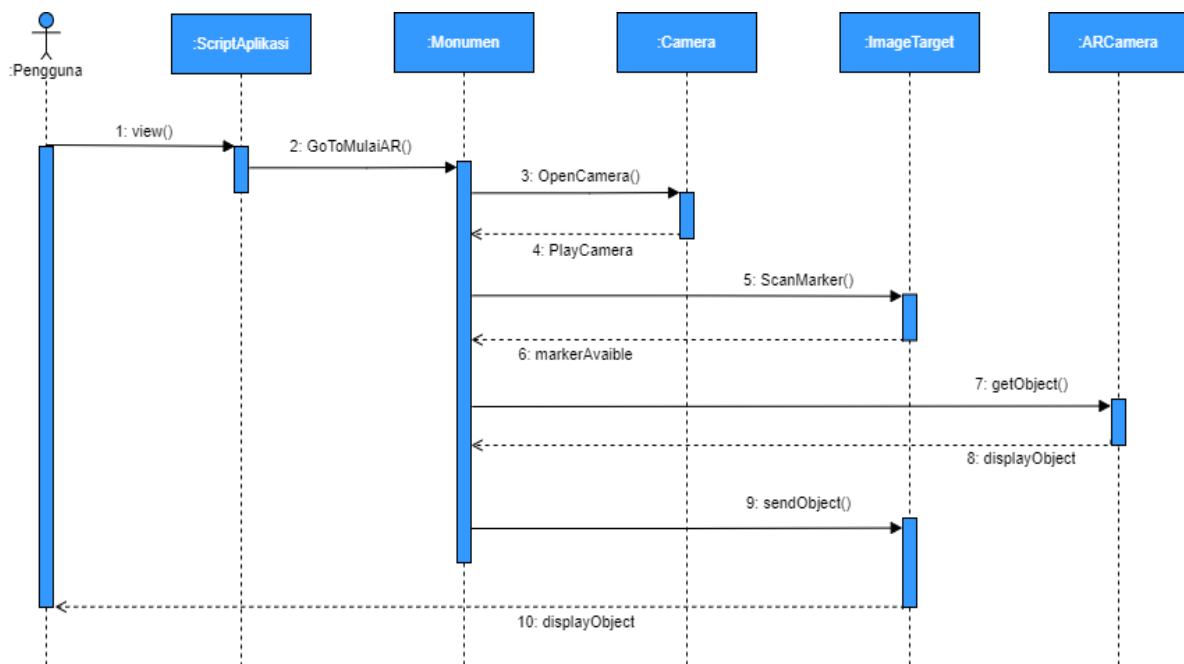 :Pengguna
:ScriptAplikasi
:Monumen
:Camera
:ImageTarget
:ARCamera
1: view()
2: GoToMulaiAR()
3: OpenCamera()
4: PlayCamera
5: ScanMarker()
6: markerAvaible
7: getObject()
8: displayObject
9: sendObject()
10: displayObject